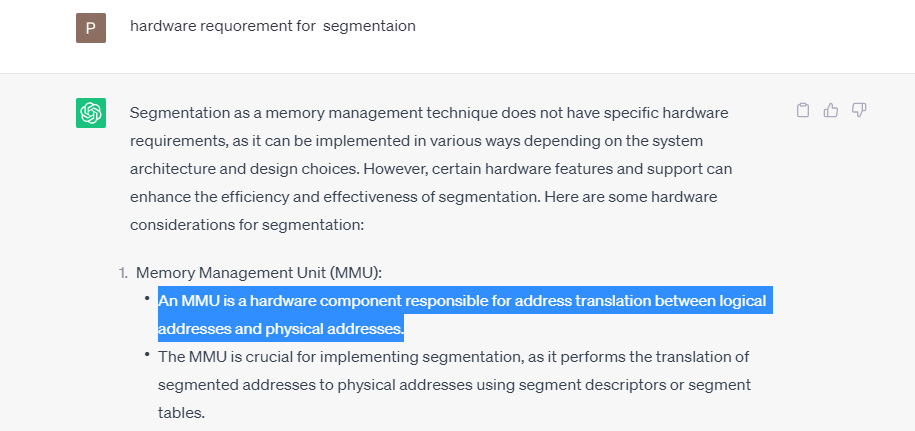 P
hardware requorement for segmentaion
Segmentation as a memory management technique does not have specific hardware
requirements, as it can be implemented in various ways depending on the system
architecture and design choices. However, certain hardware features and support can
enhance the efficiency and effectiveness of segmentation. Here are some hardware
considerations for segmentation:
1. Memory Management Unit (MMU):
• An MMU is a hardware component responsible for address translation between logical
addresses and physical addresses.
• The MMU is crucial for implementing segmentation, as it performs the translation of
segmented addresses to physical addresses using segment descriptors or segment
tables.